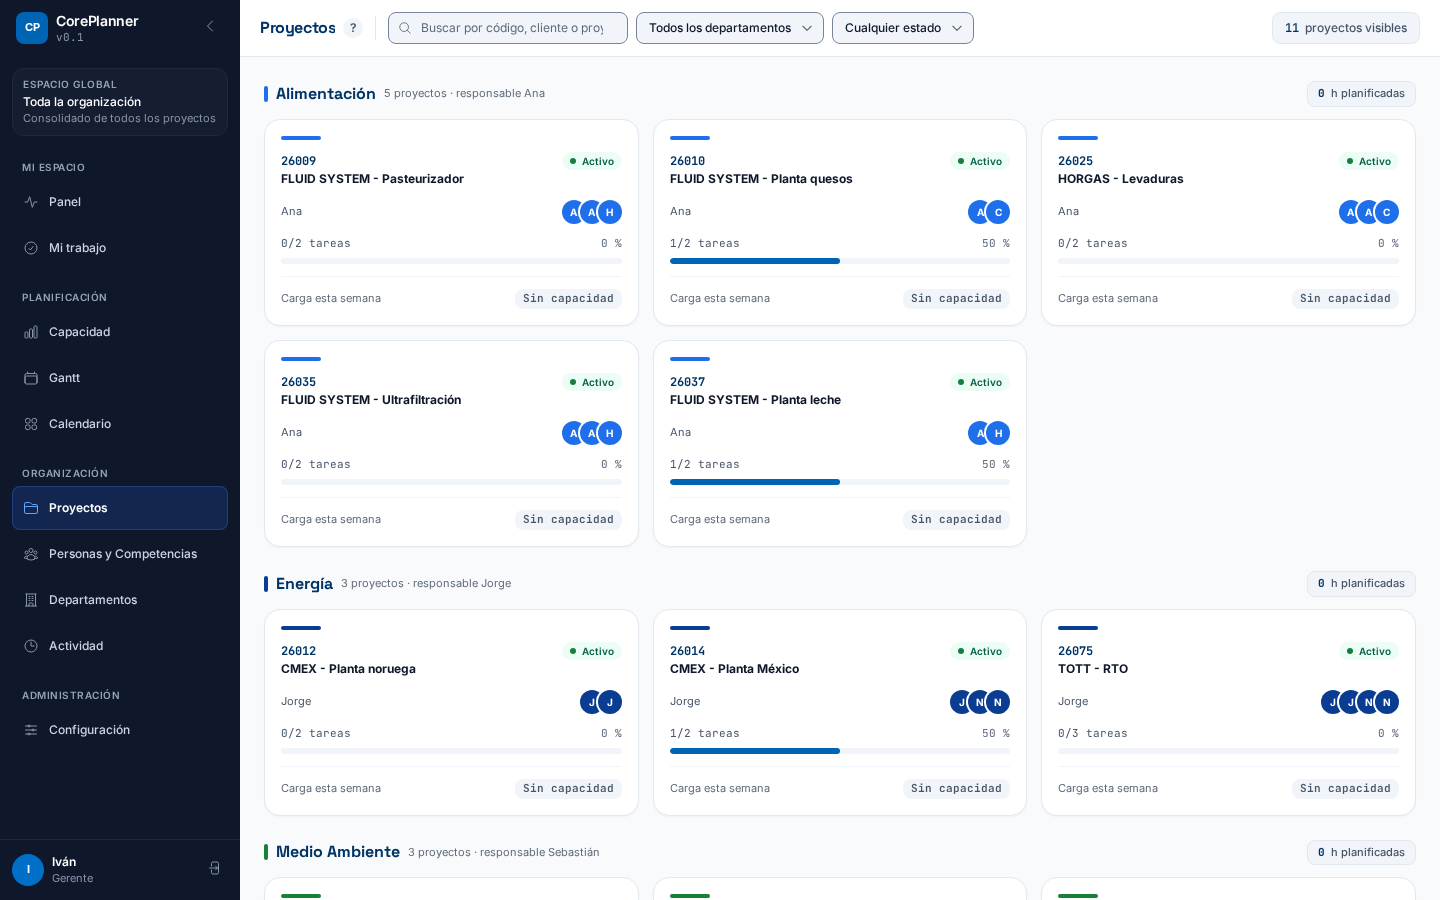 CP
CorePlanner
v0.1
ESPACIO GLOBAL
Toda la organización
Consolidado de todos los proyectos
MI ESPACIO
Panel
Mi trabajo
PLANIFICACIÓN
Capacidad
Gantt
Calendario
ORGANIZACIÓN
Proyectos
Personas y Competencias
Departamentos
Actividad
ADMINISTRACIÓN
Configuración
I
Iván
Gerente
Proyectos ?
Buscar por código, cliente o proy
Todos los departamentos
Cualquier estado
11 proyectos visibles
Alimentación 5 proyectos · responsable Ana
0 h planificadas
26009 Activo
FLUID SYSTEM - Pasteurizador
Ana A A H
0/2 tareas 0 %
Carga esta semana Sin capacidad
26010 Activo
FLUID SYSTEM - Planta quesos
Ana A C
1/2 tareas 50 %
Carga esta semana Sin capacidad
26025 Activo
HORGAS - Levaduras
Ana A A C
0/2 tareas 0 %
Carga esta semana Sin capacidad
26035 Activo
FLUID SYSTEM - Ultrafiltración
Ana A A H
0/2 tareas 0 %
Carga esta semana Sin capacidad
26037 Activo
FLUID SYSTEM - Planta leche
Ana A H
1/2 tareas 50 %
Carga esta semana Sin capacidad
Energía 3 proyectos · responsable Jorge
0 h planificadas
26012 Activo
CMEX - Planta noruega
Jorge J J
0/2 tareas 0 %
Carga esta semana Sin capacidad
26014 Activo
CMEX - Planta México
Jorge J N N
1/2 tareas 50 %
Carga esta semana Sin capacidad
26075 Activo
TOTT - RTO
Jorge J J N N
0/3 tareas 0 %
Carga esta semana Sin capacidad
Medio Ambiente 3 proyectos · responsable Sebastián
0 h planificadas